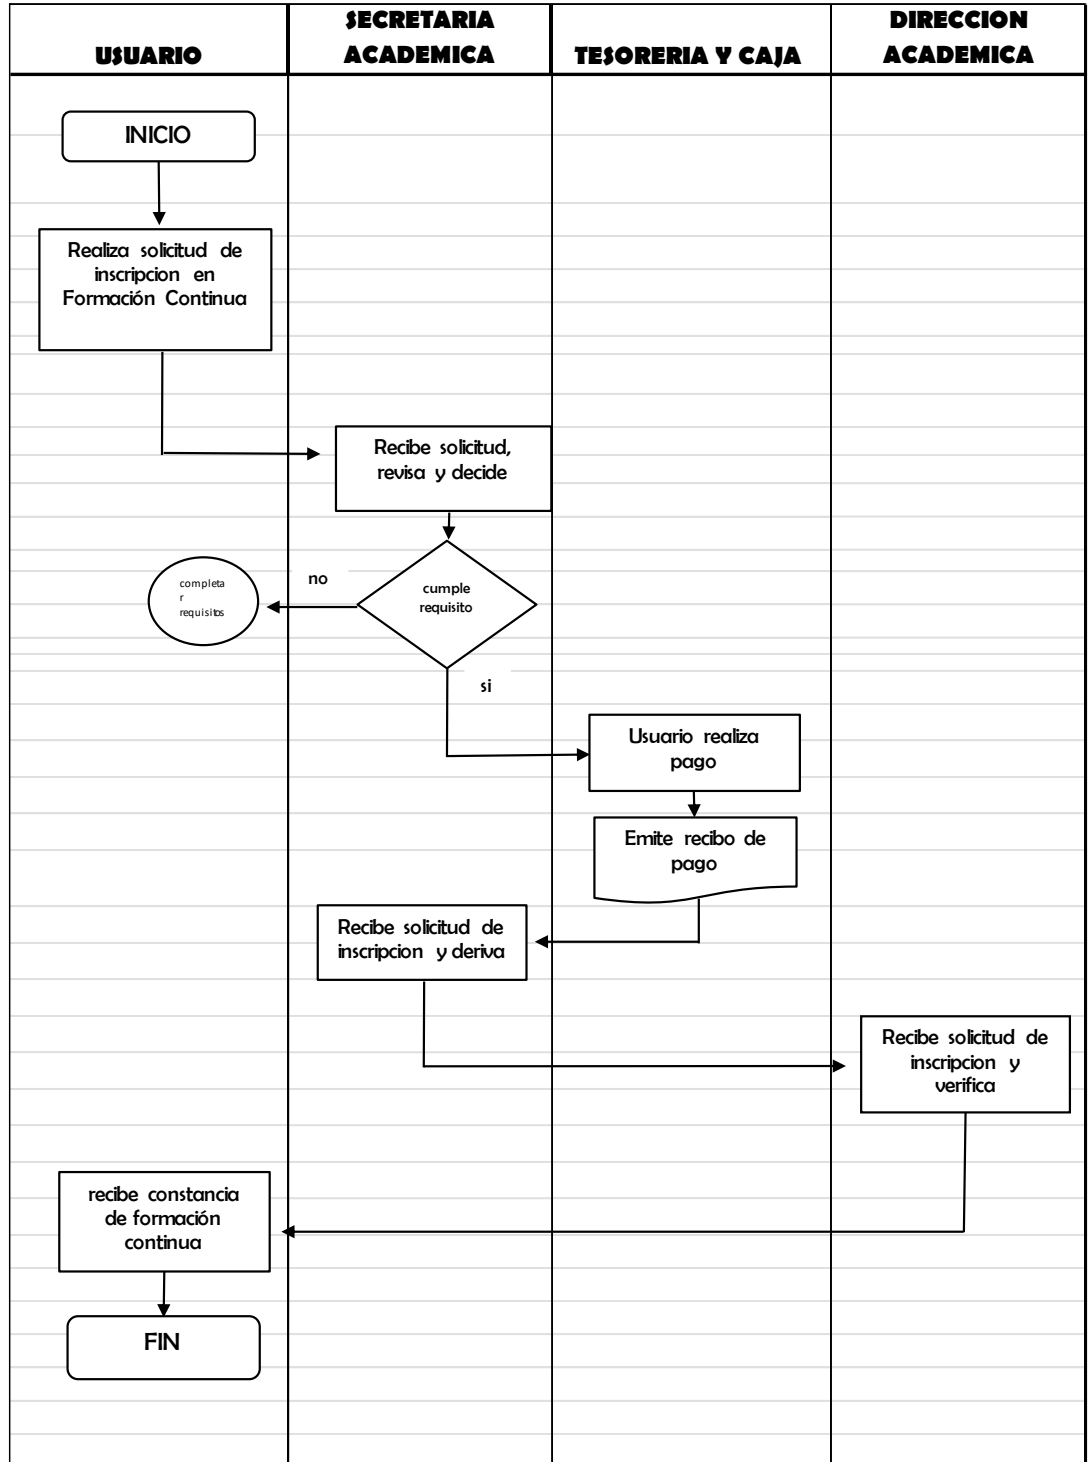 USUARIO
SECRETARIA
ACADEMICA
TESORERIA Y CAJA
DIRECCION
ACADEMICA
INICIO
Realiza solicitud de
inscripcion en
Formación Continua
Recibe solicitud,
revisa y decide
cumple
requisito
no
completa
r
requisitos
si
Usuario realiza
pago
Emite recibo de
pago
Recibe solicitud de
inscripcion y deriva
Recibe solicitud de
inscripcion y
verifica
recibe constancia
de formación
continua
FIN